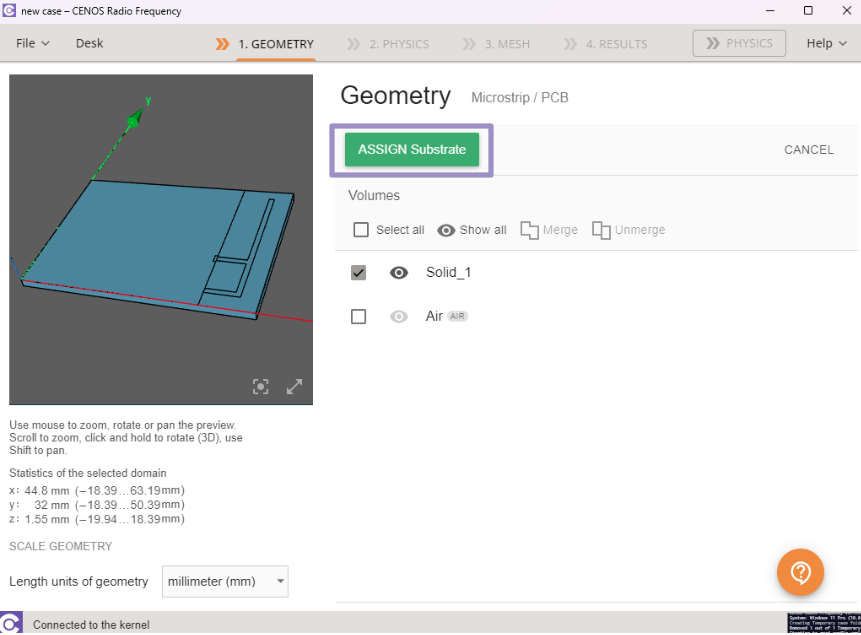 new case – CENOS Radio Frequency
File Desk 1. GEOMETRY 2. PHYSICS 3. MESH 4. RESULTS PHYSICS Help
Geometry Microstrip / PCB
ASSIGN Substrate CANCEL
Volumes
Select all Show all Merge Unmerge
Solid_1
Air AIR
y
Use mouse to zoom, rotate or pan the preview.
Scroll to zoom, click and hold to rotate (3D), use
Shift to pan.
Statistics of the selected domain
x: 44.8 mm (−18.39...63.19mm)
y: 32 mm (−18.39...50.39mm)
z: 1.55 mm (−19.94...18.39mm)
SCALE GEOMETRY
Length units of geometry millimeter (mm)
Connected to the kernel